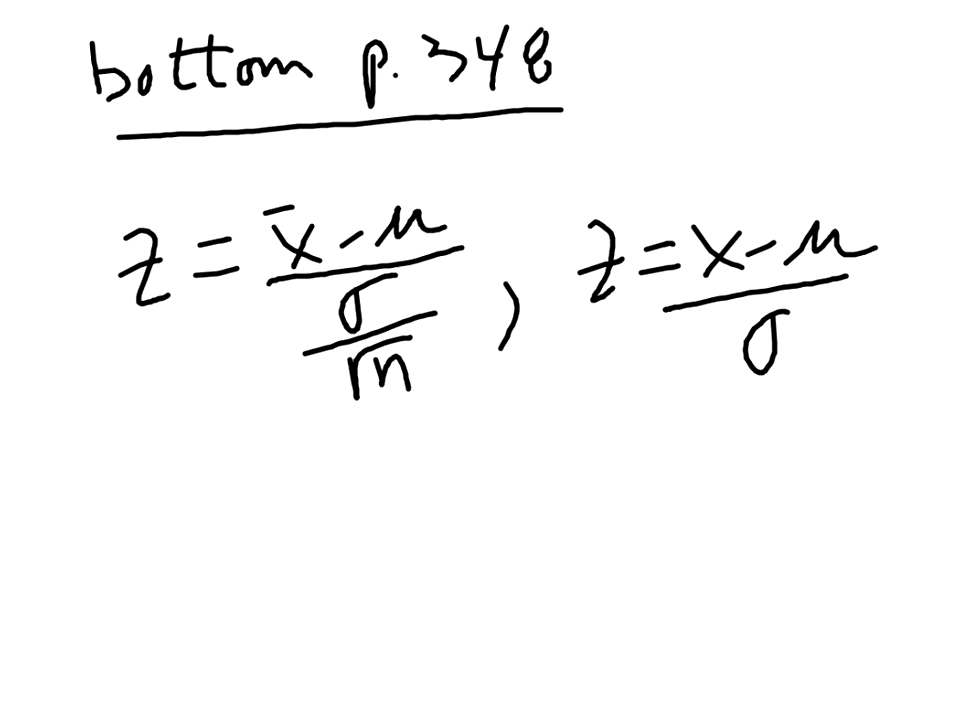 bottom p. 348
z = (x̄ - μ) / (σ / √n) , z = (x - μ) / σ